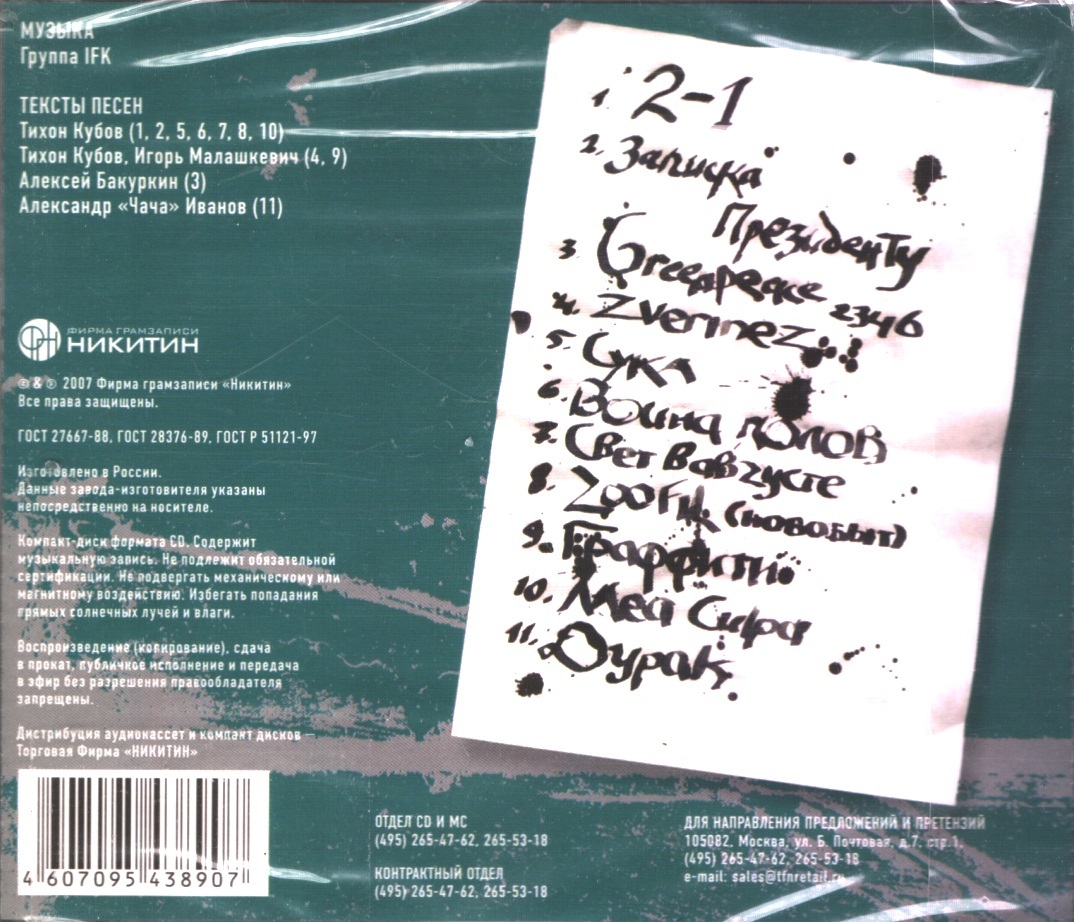 МУЗЫКА
Группа IFK
ТЕКСТЫ ПЕСЕН
Тихон Кубов (1, 2, 5, 6, 7, 8, 10)
Тихон Кубов, Игорь Малашкевич (4, 9)
Алексей Бакуркин (3)
Александр «Чача» Иванов (11)
ФИРМА ГРАМЗАПИСИ
НИКИТИН
© & ℗ 2007 Фирма грамзаписи «Никитин»
Все права защищены.
ГОСТ 27667-88, ГОСТ 28376-89, ГОСТ Р 51121-97
Изготовлено в России.
Данные завода-изготовителя указаны
непосредственно на носителе.
Компакт-диск формата CD. Содержит
музыкальную запись. Не подлежит обязательной
сертификации. Не подвергать механическому или
магнитному воздействию. Избегать попадания
прямых солнечных лучей и влаги.
Воспроизведение (копирование), сдача
в прокат, публичное исполнение и передача
в эфир без разрешения правообладателя
запрещены.
Дистрибуция аудиокассет и компакт дисков —
Торговая Фирма «НИКИТИН»
4 607095 438907
1. 2-1
2. Записка
Президенту
3. Greenpeace 2346
4. Zverinez
5. Сука
6. Война полов
7. Свет в августе
8. (новобыт)
9. Граффити
10. Меа Сира
11. Дурак
ОТДЕЛ CD И МС
(495) 265-47-62, 265-53-18
КОНТРАКТНЫЙ ОТДЕЛ
(495) 265-47-62, 265-53-18
ДЛЯ НАПРАВЛЕНИЯ ПРЕДЛОЖЕНИЙ И ПРЕТЕНЗИЙ
105082, Москва, ул. Б. Почтовая, д.7, стр.1,
(495) 265-47-62, 265-53-18
e-mail: sales@tfnretail.ru